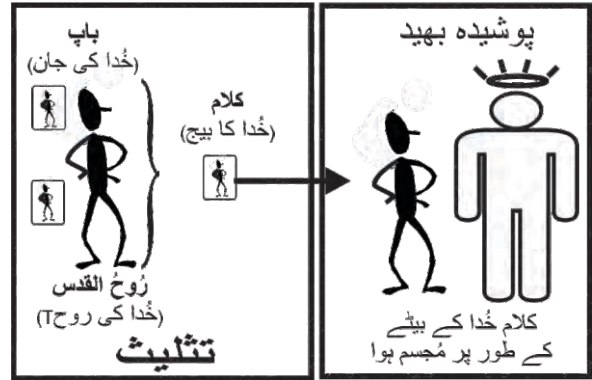 باپ
(خُدا کی جان)
کلام
(خُدا کا بیج)
رُوحُ القدس
(خُدا کی روحT)
تثلیث
پوشیدہ بھید
کلام خُدا کے بیٹے
کے طور پر مُجسم ہوا